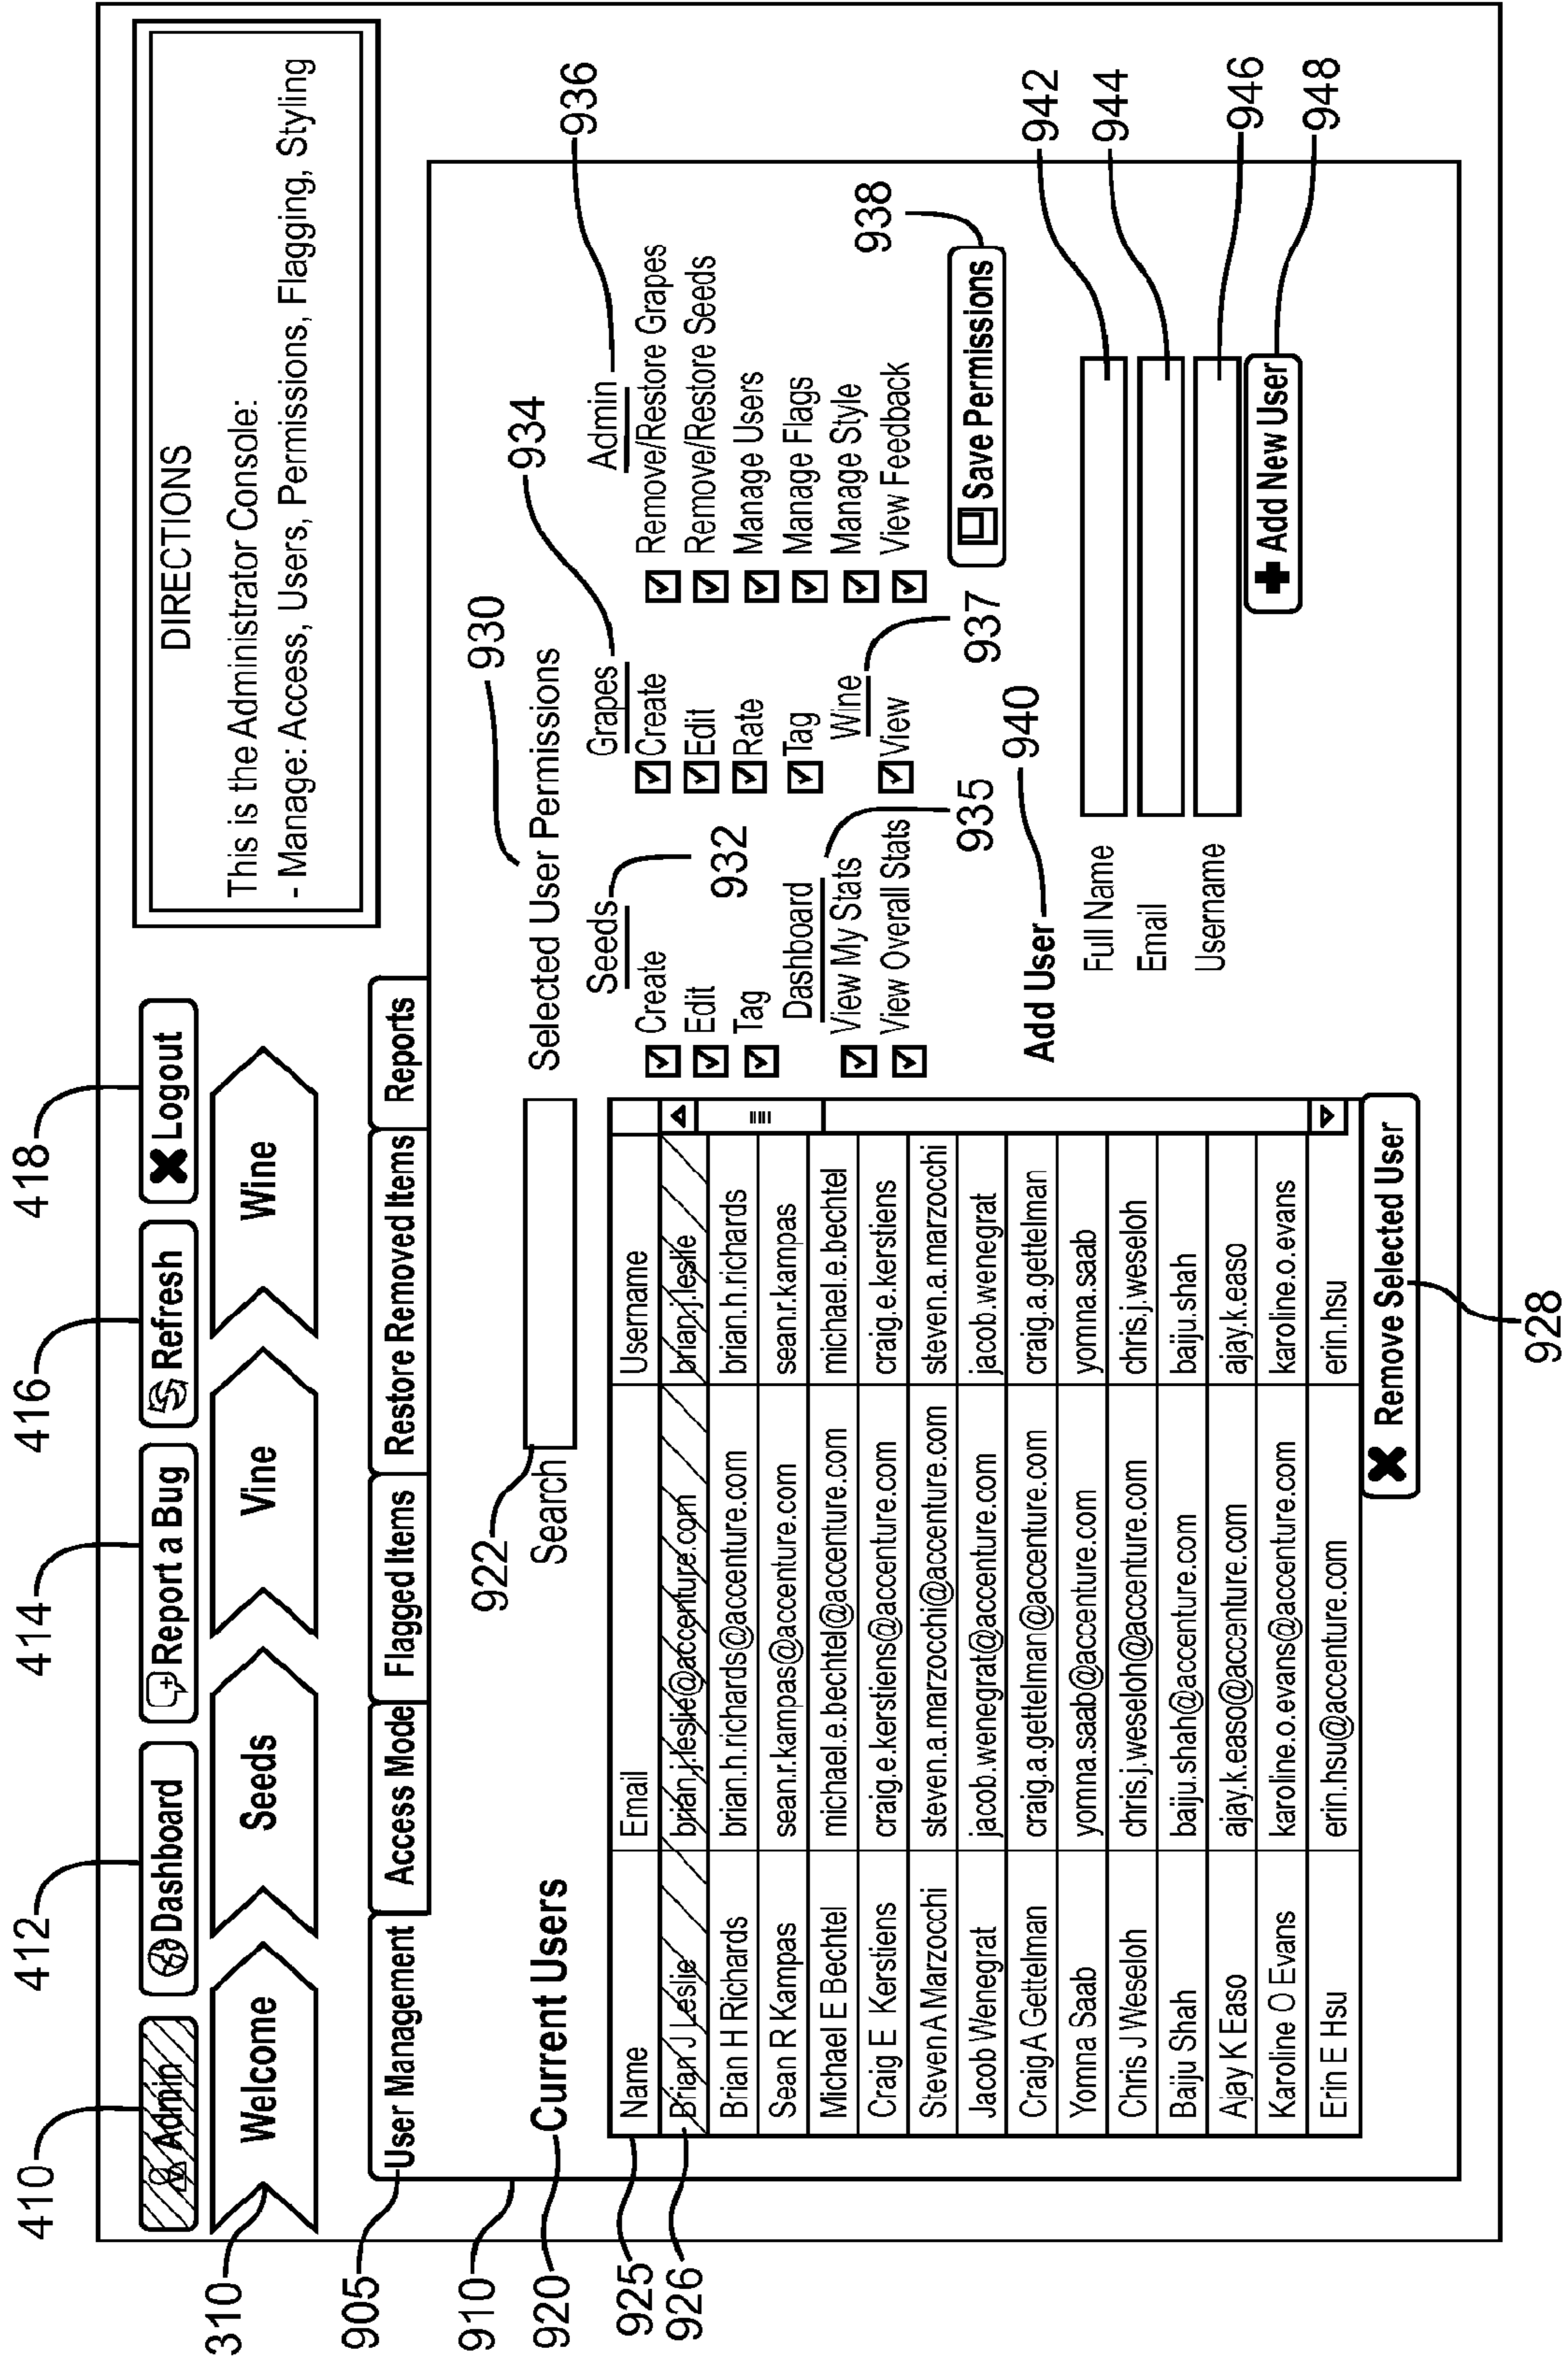 410 412 414 416 418
Admin Dashboard Report a Bug Refresh Logout
DIRECTIONS
This is the Administrator Console:
- Manage: Access, Users, Permissions, Flagging, Styling
310
Welcome Seeds Vine Wine
905
User Management Access Mode Flagged Items Restore Removed Items Reports
910
920
Current Users
922
Search
930
Selected User Permissions
925
926
Name Email Username
Brian J Leslie brian.j.leslie@accenture.com brian.j.leslie
Brian H Richards brian.h.richards@accenture.com brian.h.richards
Sean R Kampas sean.r.kampas@accenture.com sean.r.kampas
Michael E Bechtel michael.e.bechtel@accenture.com michael.e.bechtel
Craig E Kerstiens craig.e.kerstiens@accenture.com craig.e.kerstiens
Steven A Marzocchi steven.a.marzocchi@accenture.com steven.a.marzocchi
Jacob Wenegrat jacob.wenegrat@accenture.com jacob.wenegrat
Craig A Gettelman craig.a.gettelman@accenture.com craig.a.gettelman
Yomna Saab yomna.saab@accenture.com yomna.saab
Chris J Weseloh chris.j.weseloh@accenture.com chris.j.weseloh
Baiju Shah baiju.shah@accenture.com baiju.shah
Ajay K Easo ajay.k.easo@accenture.com ajay.k.easo
Karoline O Evans karoline.o.evans@accenture.com karoline.o.evans
Erin E Hsu erin.hsu@accenture.com erin.hsu
Remove Selected User
928
Seeds
932
Create
Edit
Tag
Dashboard
935
View My Stats
View Overall Stats
Grapes
934
Create
Edit
Rate
Tag
Wine
937
View
Admin
936
Remove/Restore Grapes
Remove/Restore Seeds
Manage Users
Manage Flags
Manage Style
View Feedback
938
Save Permissions
Add User
940
Full Name
942
Email
944
Username
946
Add New User
948